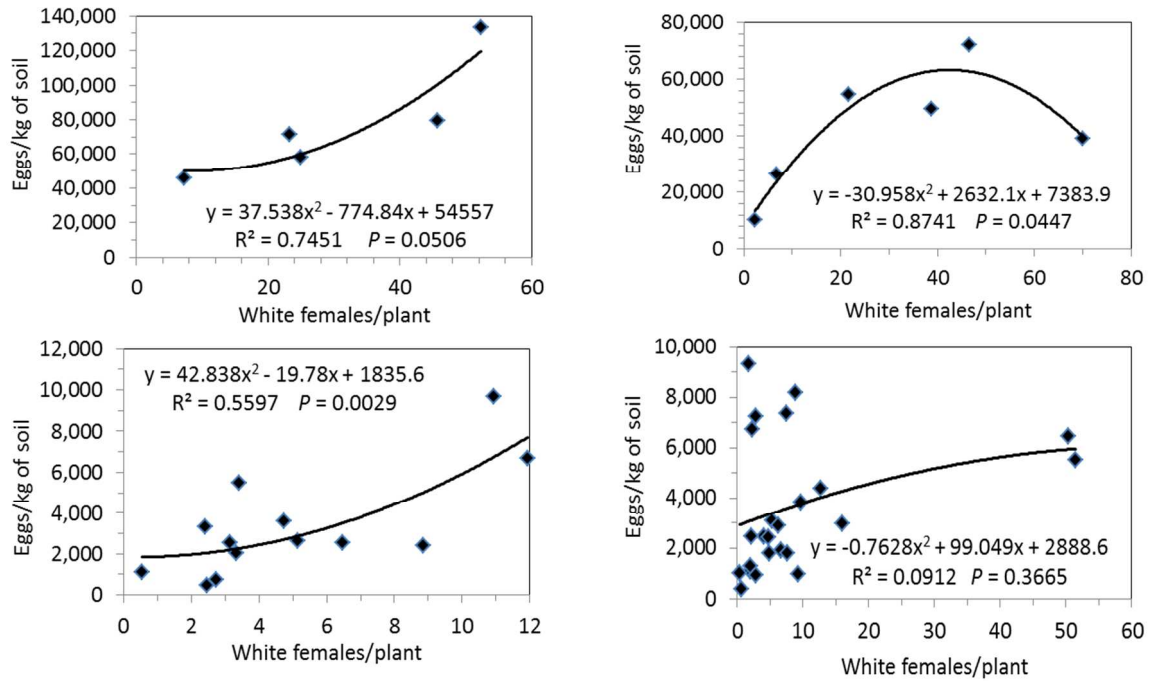 140,000
120,000
100,000
80,000
60,000
40,000
20,000
0
Eggs/kg of soil
y = 37.538x² - 774.84x + 54557
R² = 0.7451 P = 0.0506
0 20 40 60
White females/plant
80,000
60,000
40,000
20,000
0
Eggs/kg of soil
y = -30.958x² + 2632.1x + 7383.9
R² = 0.8741 P = 0.0447
0 20 40 60 80
White females/plant
12,000
10,000
8,000
6,000
4,000
2,000
0
Eggs/kg of soil
y = 42.838x² - 19.78x + 1835.6
R² = 0.5597 P = 0.0029
0 2 4 6 8 10 12
White females/plant
10,000
8,000
6,000
4,000
2,000
0
Eggs/kg of soil
y = -0.7628x² + 99.049x + 2888.6
R² = 0.0912 P = 0.3665
0 10 20 30 40 50 60
White females/plant